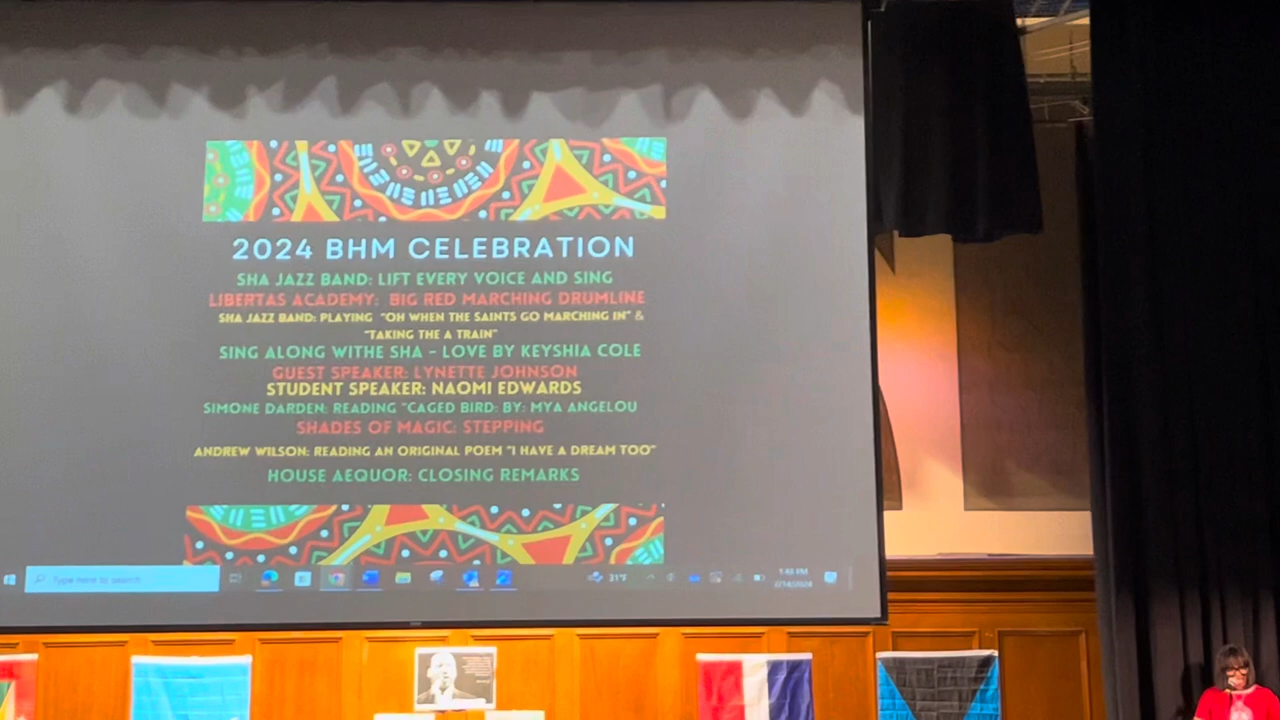 2024 BHM CELEBRATION
SHA JAZZ BAND: LIFT EVERY VOICE AND SING
LIBERTAS ACADEMY: BIG RED MARCHING DRUMLINE
SHA JAZZ BAND: PLAYING "OH WHEN THE SAINTS GO MARCHING IN" &
"TAKING THE A TRAIN"
SING ALONG WITHE SHA - LOVE BY KEYSHIA COLE
GUEST SPEAKER: LYNETTE JOHNSON
STUDENT SPEAKER: NAOMI EDWARDS
SIMONE DARDEN: READING "CAGED BIRD: BY: MYA ANGELOU
SHADES OF MAGIC: STEPPING
ANDREW WILSON: READING AN ORIGINAL POEM "I HAVE A DREAM TOO"
HOUSE AEQUOR: CLOSING REMARKS
Type here to search
31°F